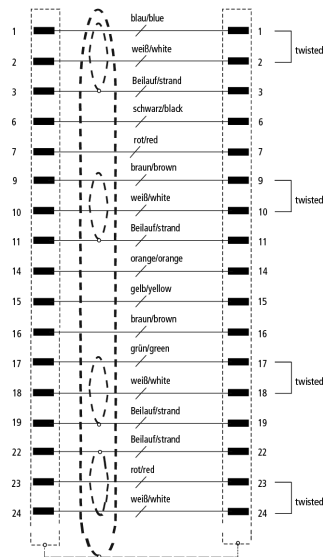 blau/blue
1 1
weiß/white
2 2
twisted
Beilauf/strand
3 3
schwarz/black
6 6
rot/red
7 7
braun/brown
9 9
weiß/white
10 10
twisted
Beilauf/strand
11 11
orange/orange
14 14
gelb/yellow
15 15
braun/brown
16 16
grün/green
17 17
weiß/white
18 18
twisted
Beilauf/strand
19 19
Beilauf/strand
22 22
rot/red
23 23
weiß/white
24 24
twisted